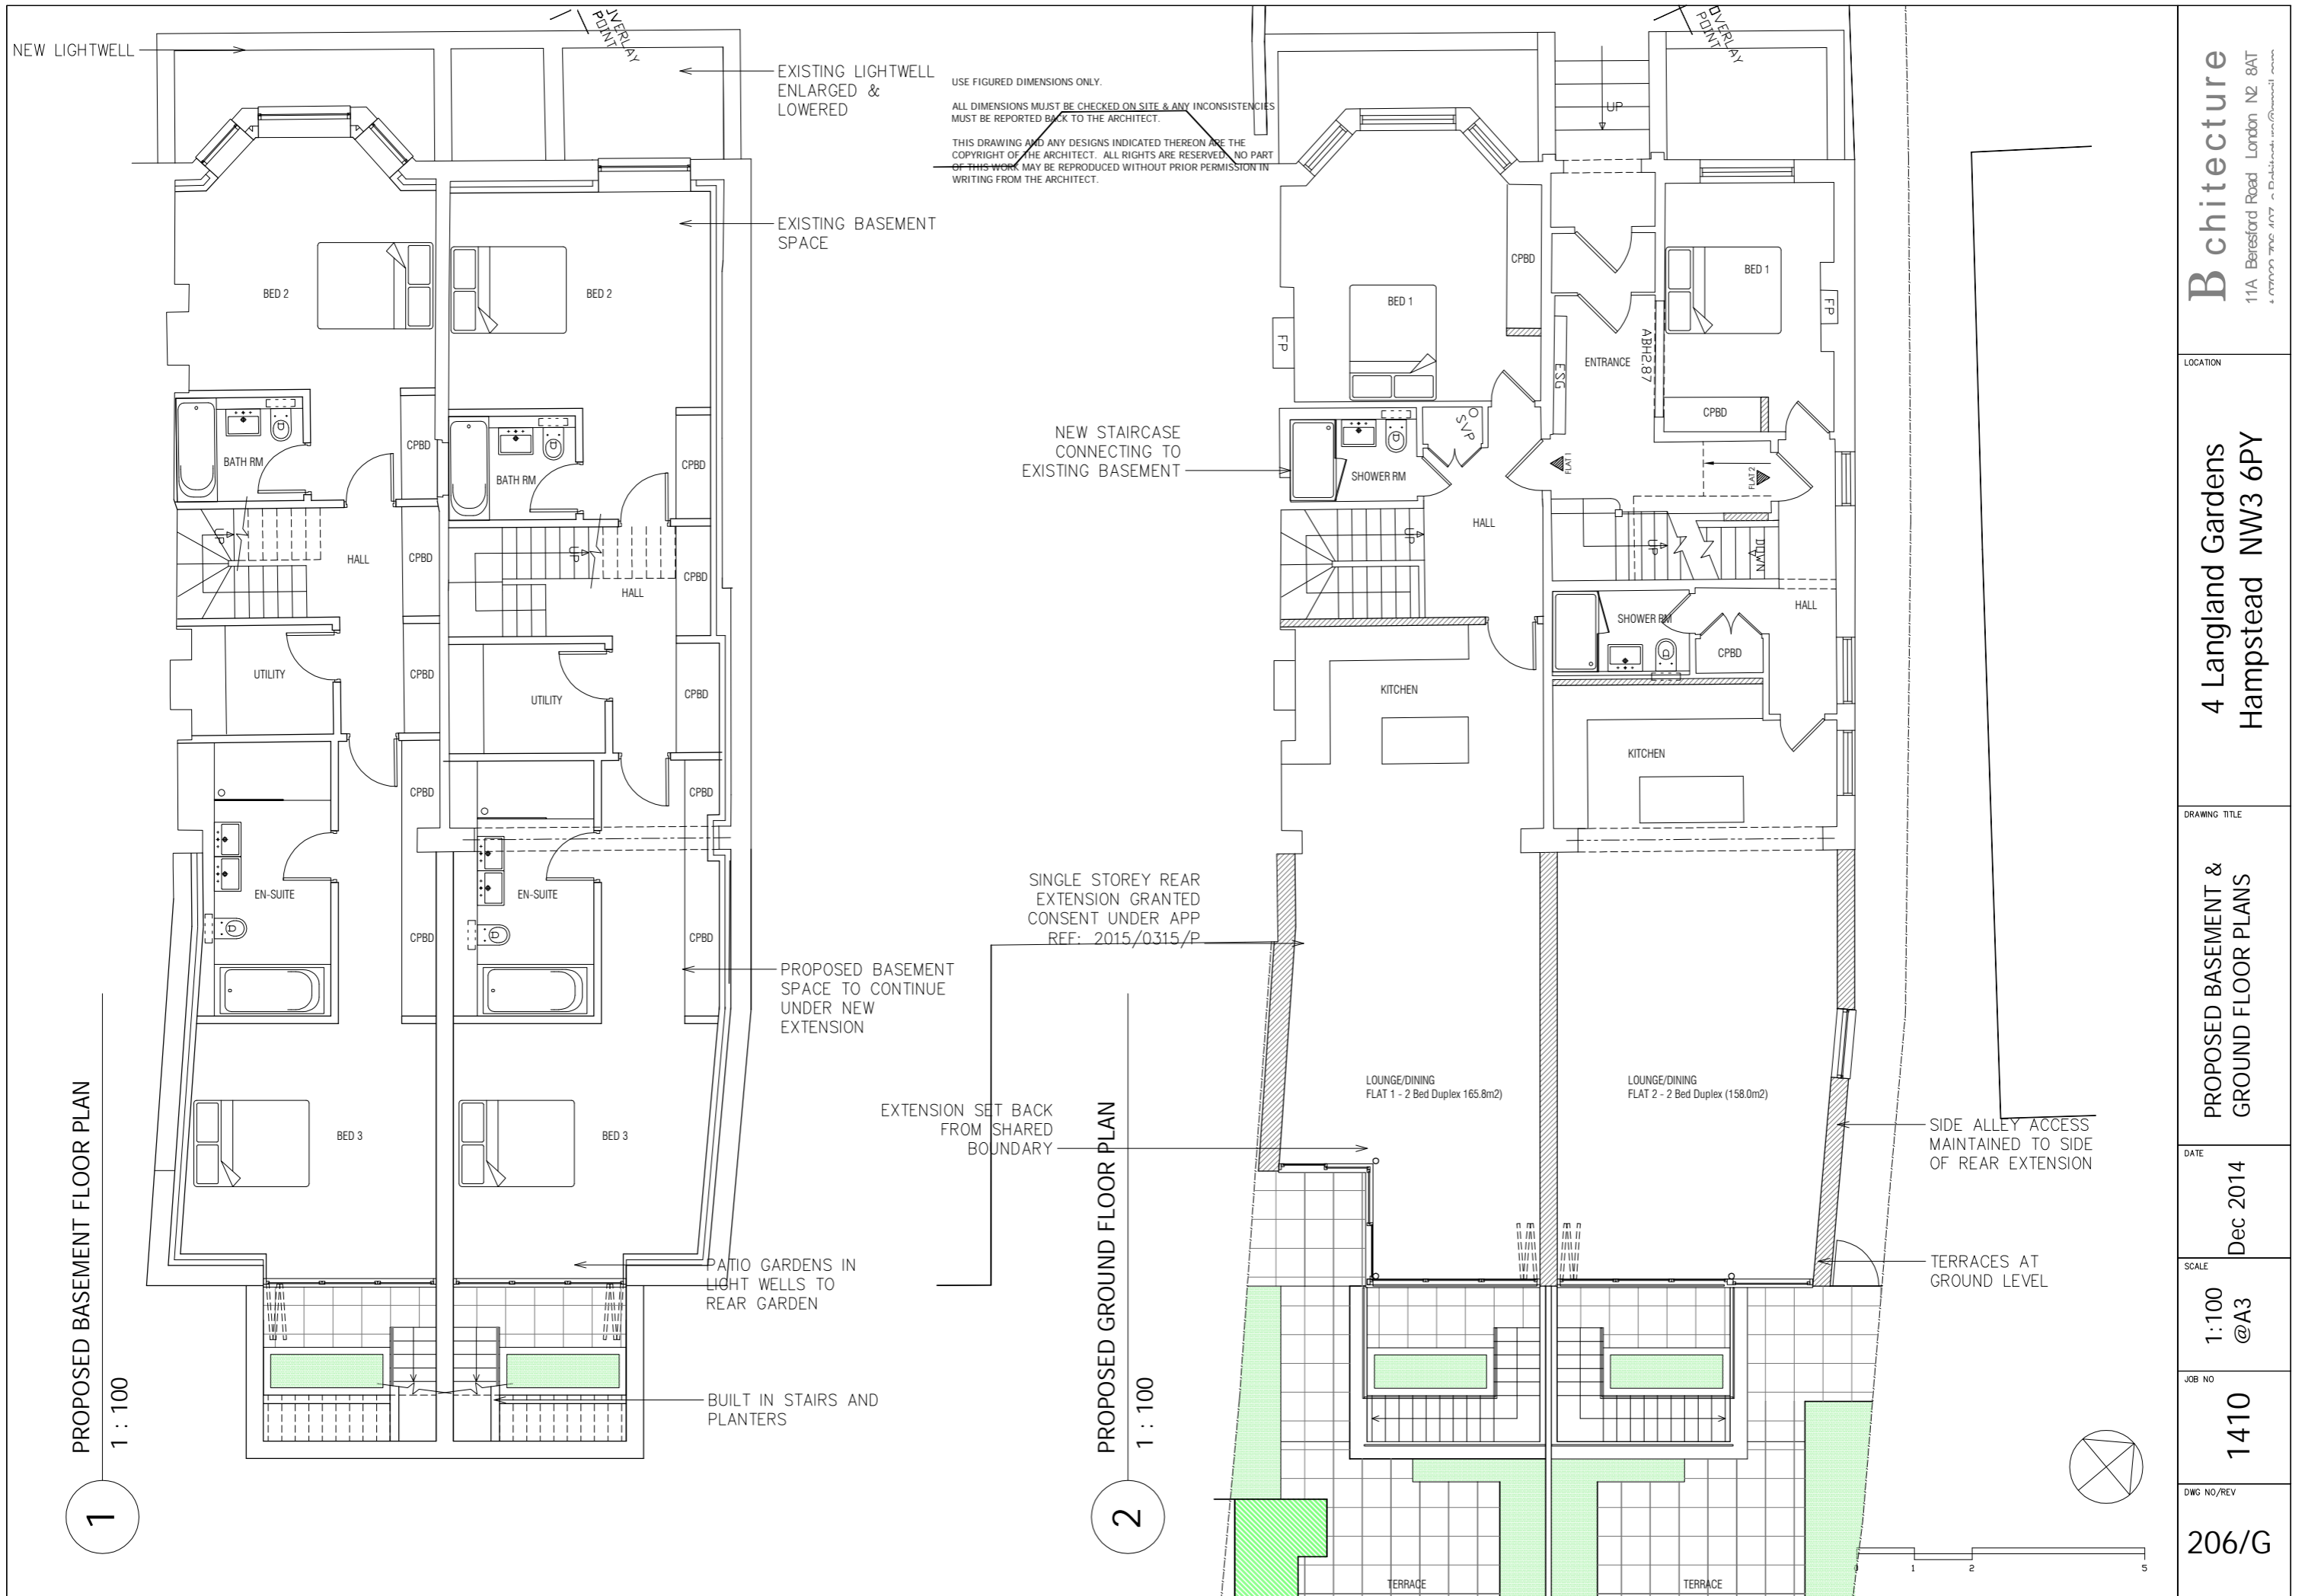 NEW LIGHTWELL
OVERLAY
POINT
EXISTING LIGHTWELL
ENLARGED &
LOWERED
EXISTING BASEMENT
SPACE
BED 2
BED 2
BATH RM
CPBD
BATH RM
CPBD
UP
HALL
CPBD
UP
HALL
CPBD
UTILITY
CPBD
UTILITY
CPBD
CPBD
CPBD
EN-SUITE
CPBD
EN-SUITE
CPBD
PROPOSED BASEMENT
SPACE TO CONTINUE
UNDER NEW
EXTENSION
BED 3
BED 3
PATIO GARDENS IN
LIGHT WELLS TO
REAR GARDEN
BUILT IN STAIRS AND
PLANTERS
PROPOSED BASEMENT FLOOR PLAN
1 : 100
1
USE FIGURED DIMENSIONS ONLY.
ALL DIMENSIONS MUJST BE CHECKED ON SITE & ANY INCONSISTENCIES
MUST BE REPORTED BACK TO THE ARCHITECT.
THIS DRAWING AND ANY DESIGNS INDICATED THEREON ARE THE
COPYRIGHT OF THE ARCHITECT. ALL RIGHTS ARE RESERVED. NO PART
OF THIS WORK MAY BE REPRODUCED WITHOUT PRIOR PERMISSION IN
WRITING FROM THE ARCHITECT.
OVERLAY
POINT
UP
CPBD
BED 1
BED 1
FP
FP
ESG
ENTRANCE
ABH2.87
CPBD
NEW STAIRCASE
CONNECTING TO
EXISTING BASEMENT
SVP
SHOWER RM
FLAT 1
FLAT 2
HALL
UP
UP
DOWN
SHOWER RM
HALL
CPBD
KITCHEN
KITCHEN
SINGLE STOREY REAR
EXTENSION GRANTED
CONSENT UNDER APP
REF: 2015/0315/P
LOUNGE/DINING
FLAT 1 - 2 Bed Duplex 165.8m2)
LOUNGE/DINING
FLAT 2 - 2 Bed Duplex (158.0m2)
EXTENSION SET BACK
FROM SHARED
BOUNDARY
SIDE ALLEY ACCESS
MAINTAINED TO SIDE
OF REAR EXTENSION
TERRACES AT
GROUND LEVEL
TERRACE
TERRACE
PROPOSED GROUND FLOOR PLAN
1 : 100
2
0 1 2 5
B chitecture
11A Beresford Road London N2 8AT
LOCATION
4 Langland Gardens
Hampstead NW3 6PY
DRAWING TITLE
PROPOSED BASEMENT &
GROUND FLOOR PLANS
DATE
Dec 2014
SCALE
1:100
@A3
JOB NO
1410
DWG NO/REV
206/G